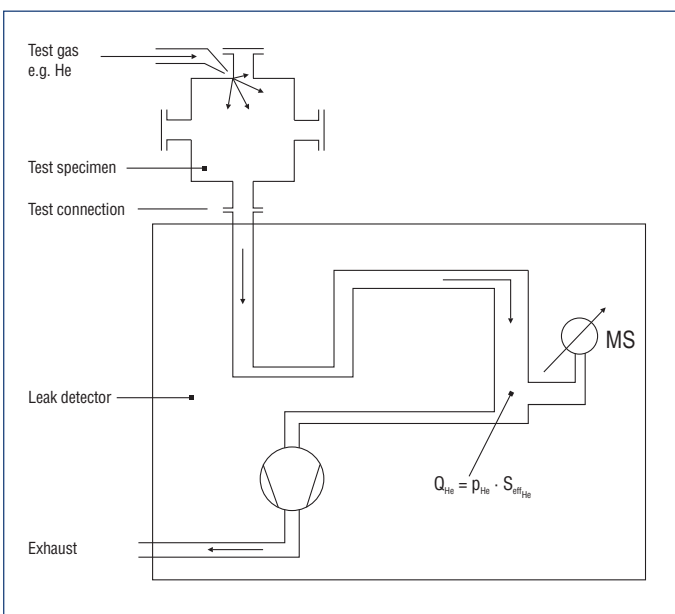 Test gas
e.g. He
Test specimen
Test connection
MS
Leak detector
Q_He = p_He · S_eff_He
Exhaust